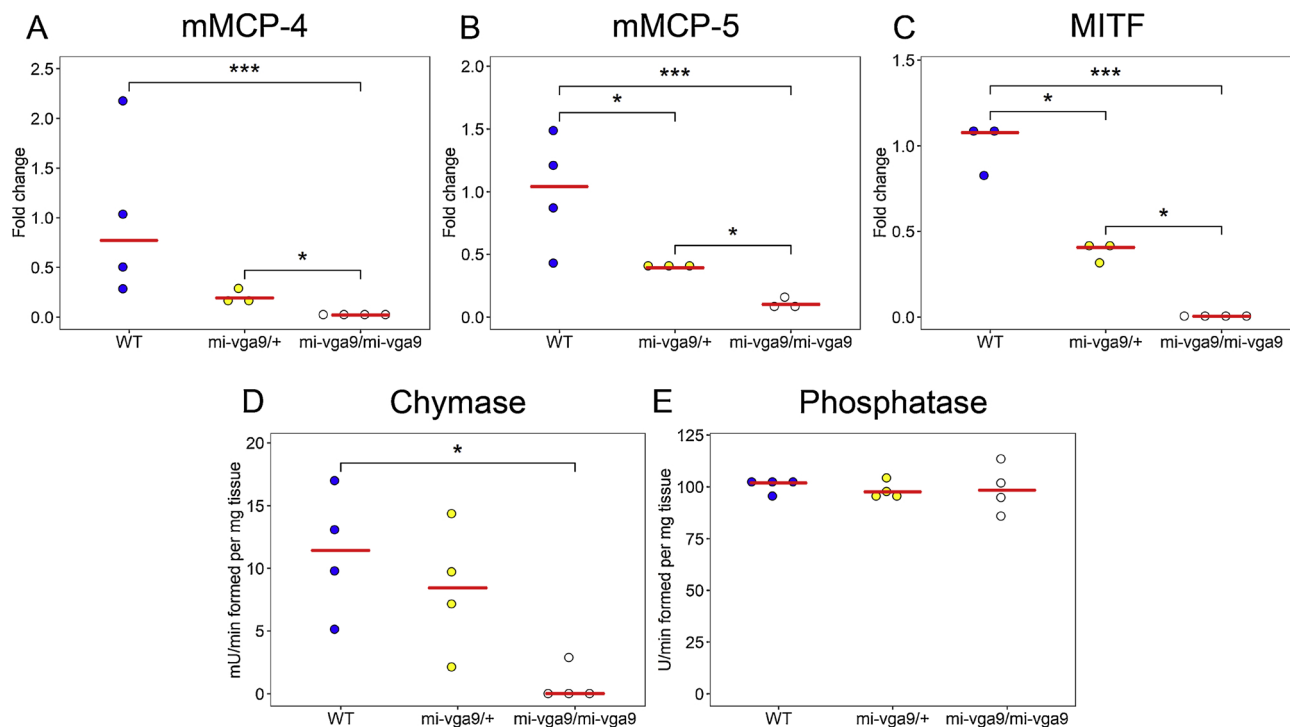 A mMCP-4
Fold change
2.5
2.0
1.5
1.0
0.5
0.0
***
*
WT mi-vga9/+ mi-vga9/mi-vga9
B mMCP-5
Fold change
2.0
1.5
1.0
0.5
0.0
***
*
*
WT mi-vga9/+ mi-vga9/mi-vga9
C MITF
Fold change
1.5
1.0
0.5
0.0
***
*
*
WT mi-vga9/+ mi-vga9/mi-vga9
D Chymase
mU/min formed per mg tissue
20
15
10
5
0
*
WT mi-vga9/+ mi-vga9/mi-vga9
E Phosphatase
U/min formed per mg tissue
125
100
75
50
25
0
WT mi-vga9/+ mi-vga9/mi-vga9